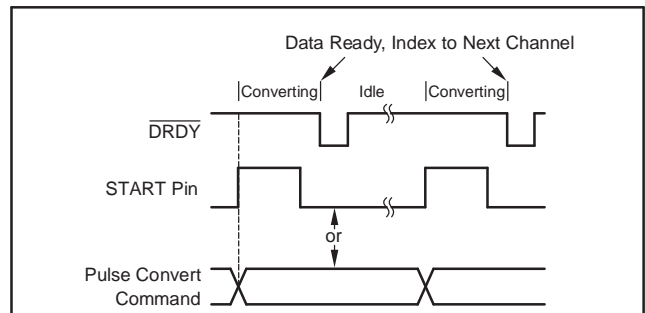 Data Ready, Index to Next Channel
Converting Idle Converting
DRDY
START Pin
or
Pulse Convert
Command